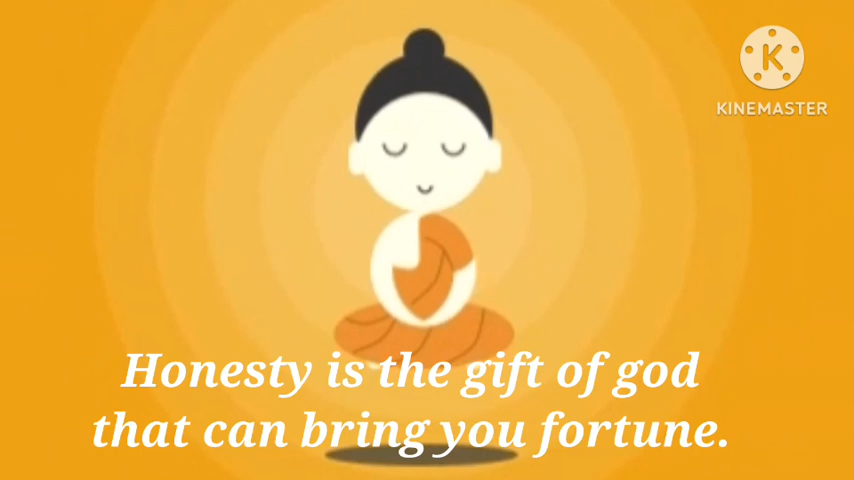 KINEMASTER
Honesty is the gift of god
that can bring you fortune.